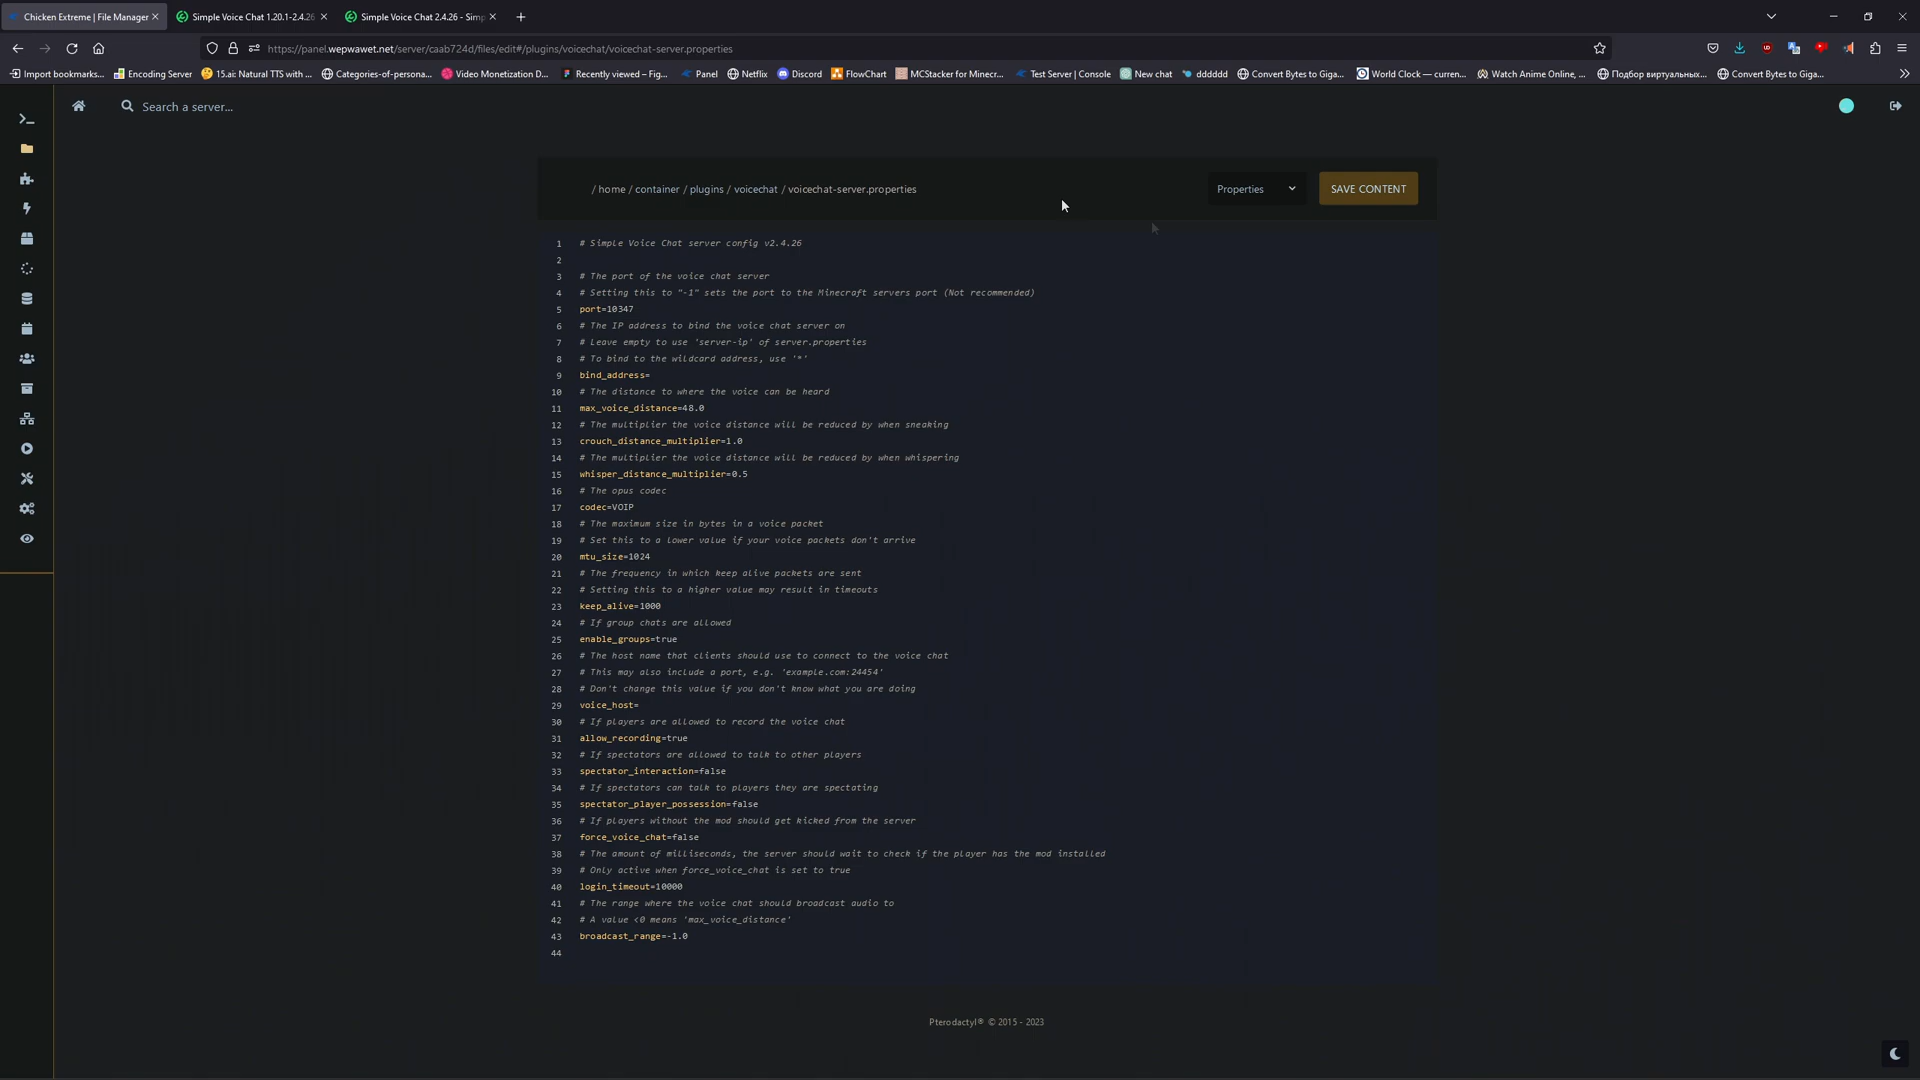 Chicken Extreme | File Manager
Simple Voice Chat 1.20.1-2.4.26
Simple Voice Chat 2.4.26 - Simp
https://panel.wepwawet.net/server/caab724d/files/edit#/plugins/voicechat/voicechat-server.properties
Import bookmarks...
Encoding Server
15.ai: Natural TTS with ...
Categories-of-persona...
Video Monetization D...
Recently viewed – Fig...
Panel
Netflix
Discord
FlowChart
MCStacker for Minecr...
Test Server | Console
New chat
dddddd
Convert Bytes to Giga...
World Clock — curren...
Watch Anime Online, ...
Подбор виртуальных...
Convert Bytes to Giga...
Search a server...
/ home / container / plugins / voicechat / voicechat-server.properties
Properties
SAVE CONTENT
1 # Simple Voice Chat server config v2.4.26
2
3 # The port of the voice chat server
4 # Setting this to "-1" sets the port to the Minecraft servers port (Not recommended)
5 port=10347
6 # The IP address to bind the voice chat server on
7 # Leave empty to use 'server-ip' of server.properties
8 # To bind to the wildcard address, use '*'
9 bind_address=
10 # The distance to where the voice can be heard
11 max_voice_distance=48.0
12 # The multiplier the voice distance will be reduced by when sneaking
13 crouch_distance_multiplier=1.0
14 # The multiplier the voice distance will be reduced by when whispering
15 whisper_distance_multiplier=0.5
16 # The opus codec
17 codec=VOIP
18 # The maximum size in bytes in a voice packet
19 # Set this to a lower value if your voice packets don't arrive
20 mtu_size=1024
21 # The frequency in which keep alive packets are sent
22 # Setting this to a higher value may result in timeouts
23 keep_alive=1000
24 # If group chats are allowed
25 enable_groups=true
26 # The host name that clients should use to connect to the voice chat
27 # This may also include a port, e.g. 'example.com:24454'
28 # Don't change this value if you don't know what you are doing
29 voice_host=
30 # If players are allowed to record the voice chat
31 allow_recording=true
32 # If spectators are allowed to talk to other players
33 spectator_interaction=false
34 # If spectators can talk to players they are spectating
35 spectator_player_possession=false
36 # If players without the mod should get kicked from the server
37 force_voice_chat=false
38 # The amount of milliseconds, the server should wait to check if the player has the mod installed
39 # Only active when force_voice_chat is set to true
40 login_timeout=10000
41 # The range where the voice chat should broadcast audio to
42 # A value <0 means 'max_voice_distance'
43 broadcast_range=-1.0
44
Pterodactyl® © 2015 - 2023